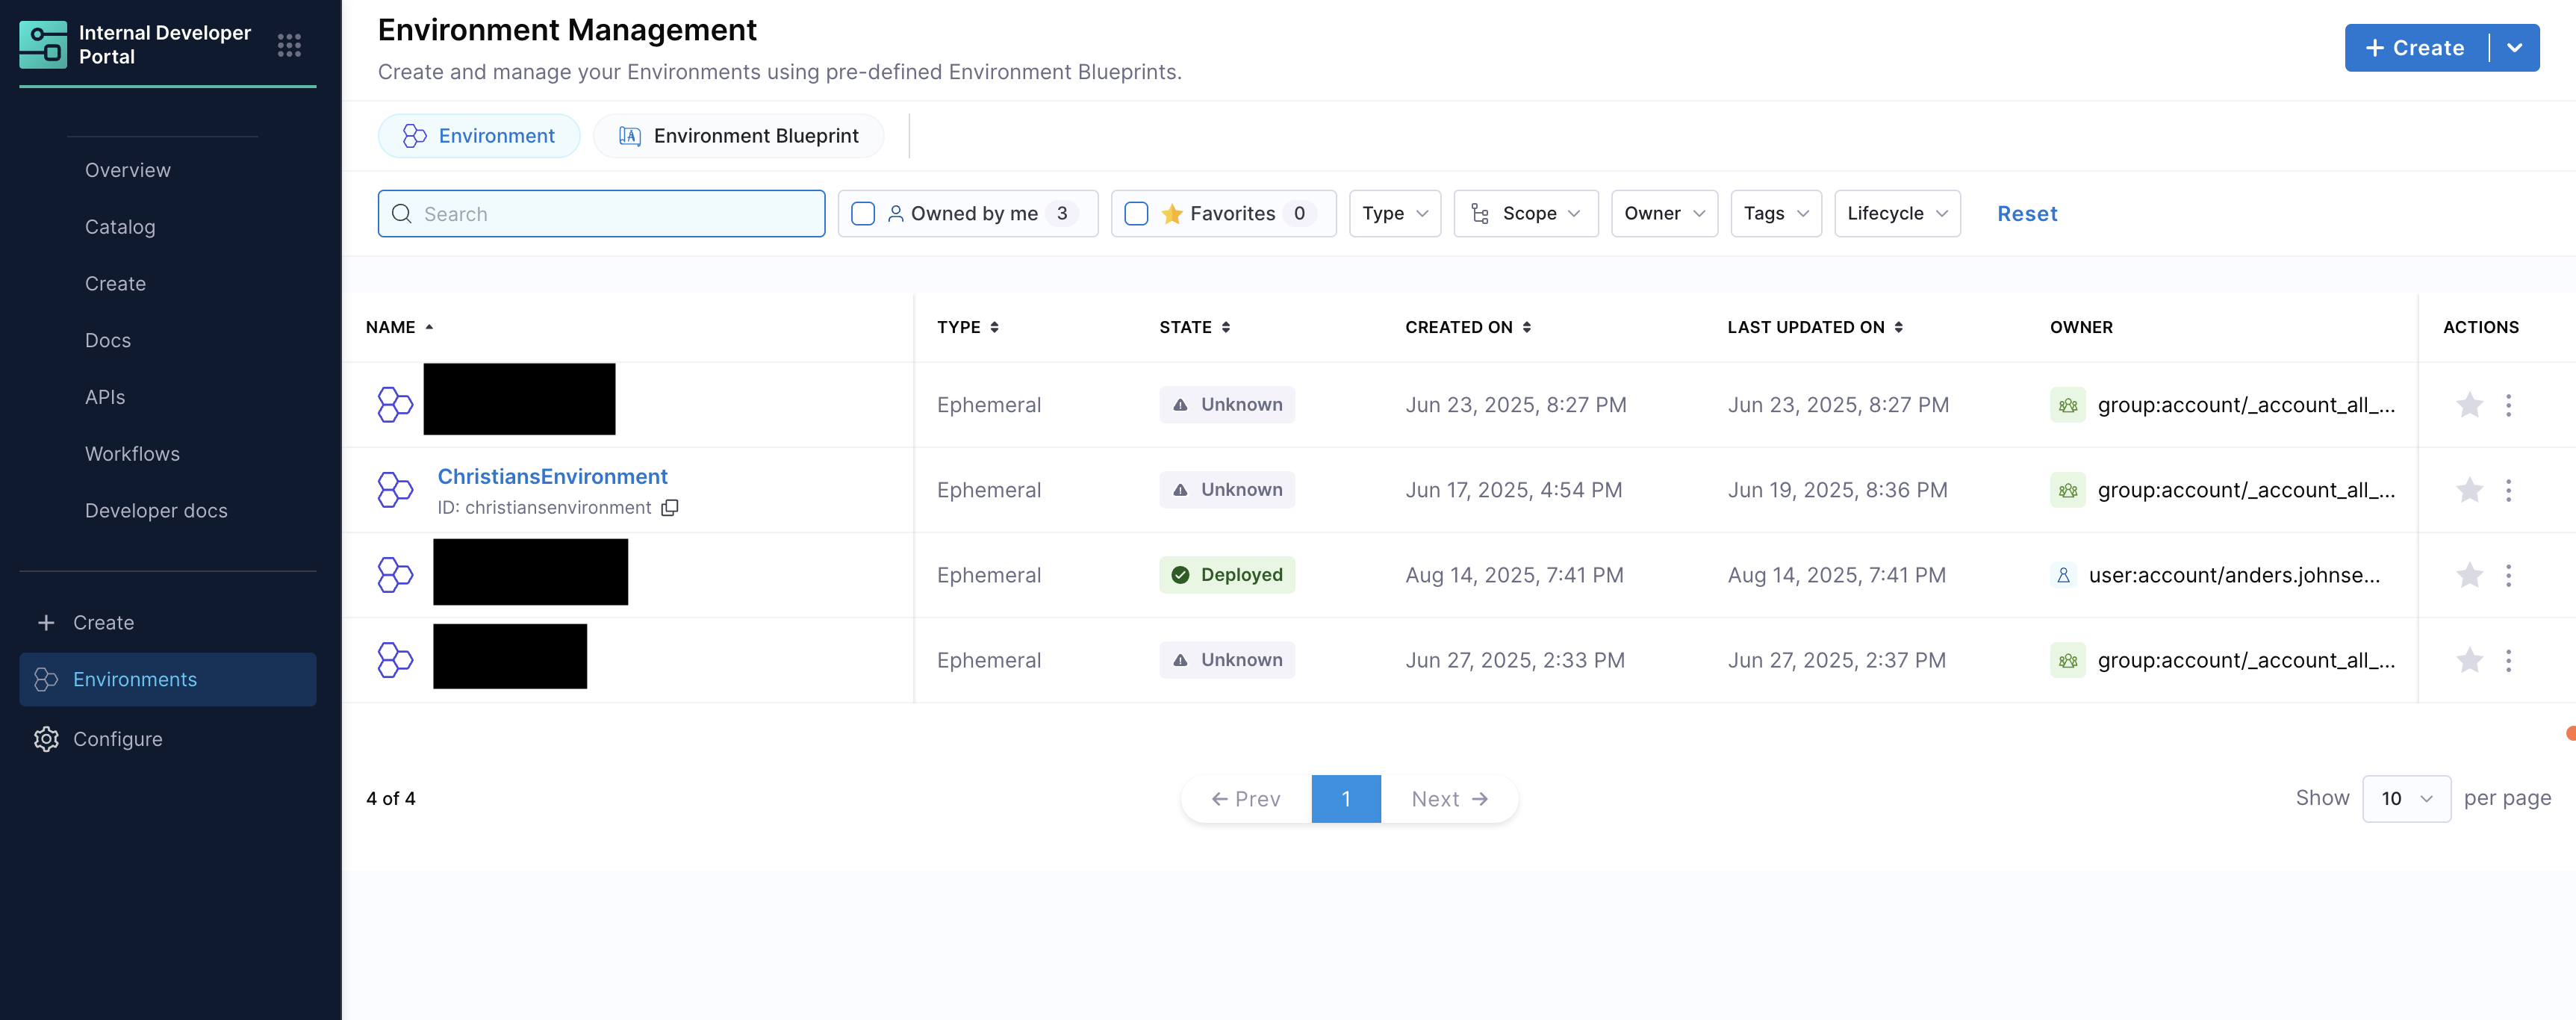 Internal Developer
Portal
Overview
Catalog
Create
Docs
APIs
Workflows
Developer docs
Create
Environments
Configure
Environment Management
Create and manage your Environments using pre-defined Environment Blueprints.
Create
Environment
Environment Blueprint
Search
Owned by me 3
Favorites 0
Type
Scope
Owner
Tags
Lifecycle
Reset
NAME TYPE STATE CREATED ON LAST UPDATED ON OWNER ACTIONS
Ephemeral Unknown Jun 23, 2025, 8:27 PM Jun 23, 2025, 8:27 PM group:account/_account_all_...
ChristiansEnvironment
ID: christiansenvironment
Ephemeral Unknown Jun 17, 2025, 4:54 PM Jun 19, 2025, 8:36 PM group:account/_account_all_...
Ephemeral Deployed Aug 14, 2025, 7:41 PM Aug 14, 2025, 7:41 PM user:account/anders.johnse...
Ephemeral Unknown Jun 27, 2025, 2:33 PM Jun 27, 2025, 2:37 PM group:account/_account_all_...
4 of 4
Prev 1 Next
Show 10 per page